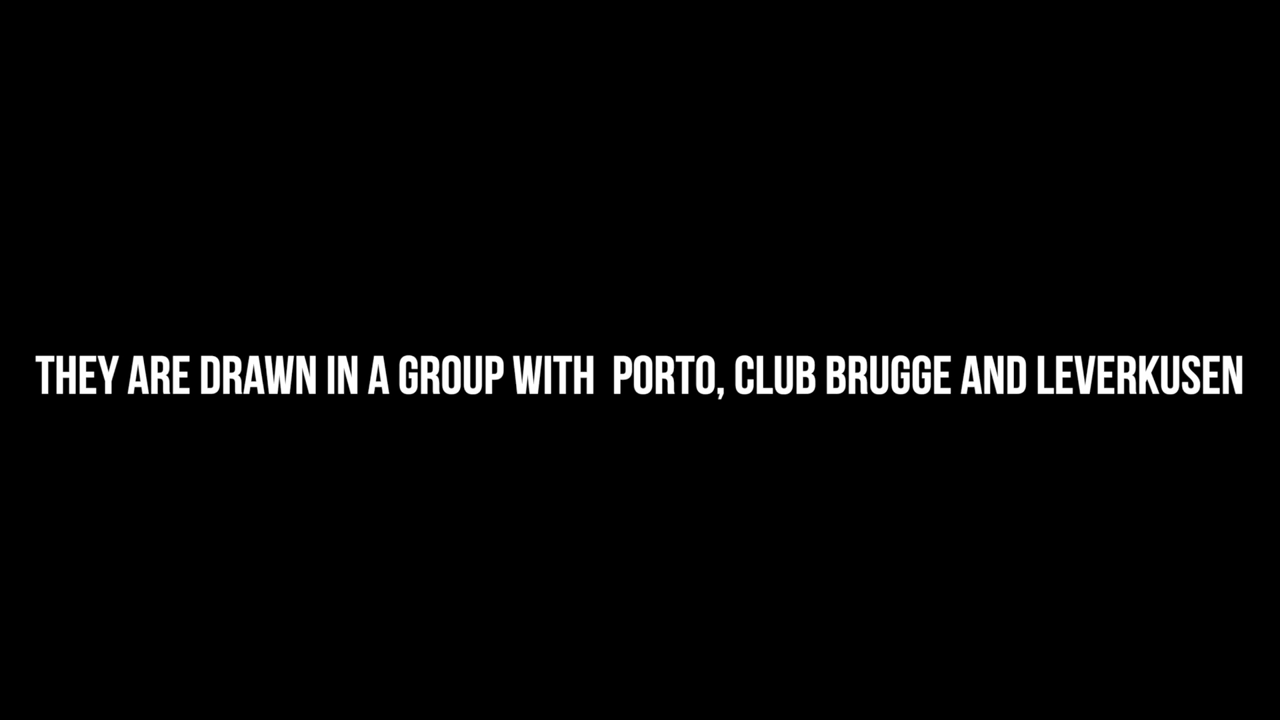 THEY ARE DRAWN IN A GROUP WITH  PORTO, CLUB BRUGGE AND LEVERKUSEN